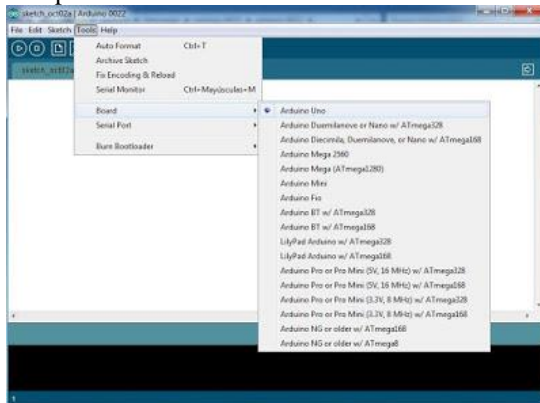 sketch_oct02a | Arduino 0022
File Edit Sketch Tools Help
sketch_oct02a
Auto Format Ctrl+T
Archive Sketch
Fix Encoding & Reload
Serial Monitor Ctrl+Mayúsculas+M
Board
Serial Port
Burn Bootloader
Arduino Uno
Arduino Duemilanove or Nano w/ ATmega328
Arduino Diecimila, Duemilanove, or Nano w/ ATmega168
Arduino Mega 2560
Arduino Mega (ATmega1280)
Arduino Mini
Arduino Fio
Arduino BT w/ ATmega328
Arduino BT w/ ATmega168
LilyPad Arduino w/ ATmega328
LilyPad Arduino w/ ATmega168
Arduino Pro or Pro Mini (5V, 16 MHz) w/ ATmega328
Arduino Pro or Pro Mini (5V, 16 MHz) w/ ATmega168
Arduino Pro or Pro Mini (3.3V, 8 MHz) w/ ATmega328
Arduino Pro or Pro Mini (3.3V, 8 MHz) w/ ATmega168
Arduino NG or older w/ ATmega168
Arduino NG or older w/ ATmega8
1